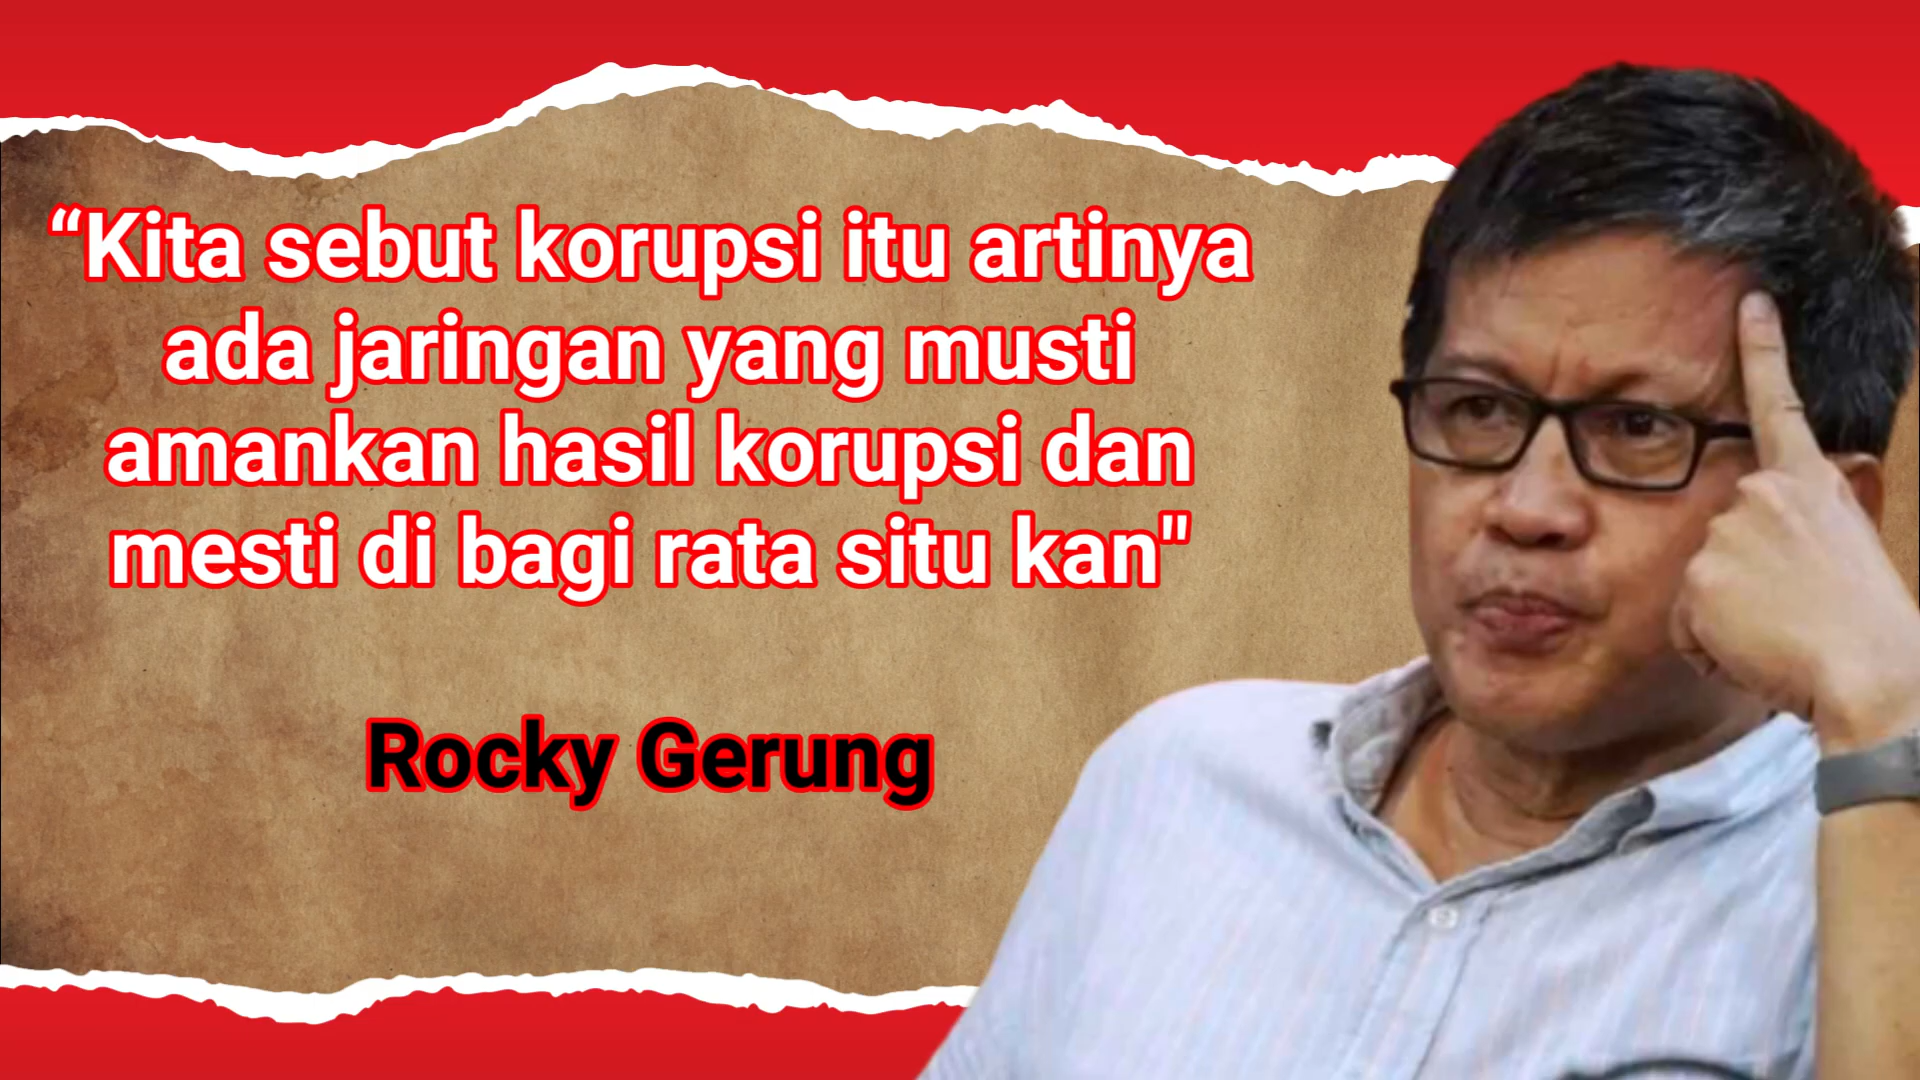 “Kita sebut korupsi itu artinya
ada jaringan yang musti
amankan hasil korupsi dan
mesti di bagi rata situ kan"
Rocky Gerung